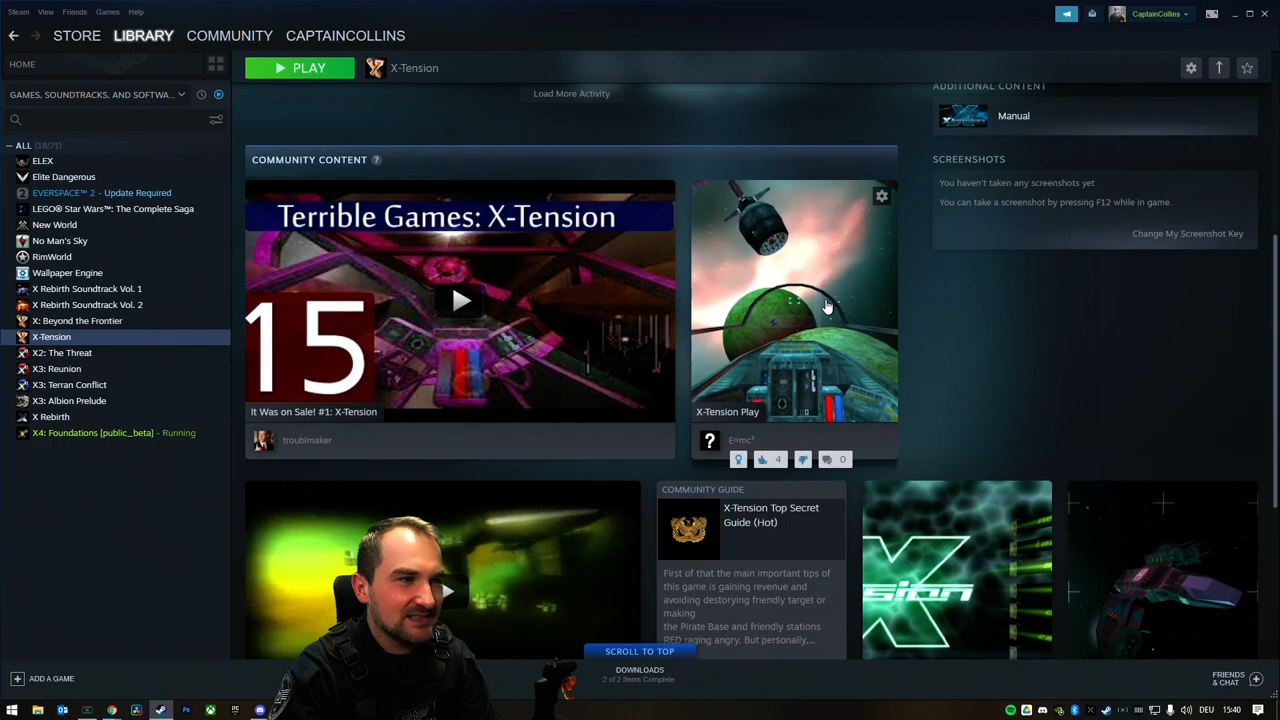 Steam View Friends Games Help
CaptainCollins
STORE LIBRARY COMMUNITY CAPTAINCOLLINS
HOME
PLAY
X-Tension
GAMES, SOUNDTRACKS, AND SOFTWA...
ALL (18/71)
ELEX
Elite Dangerous
EVERSPACE™ 2 - Update Required
LEGO® Star Wars™: The Complete Saga
New World
No Man's Sky
RimWorld
Wallpaper Engine
X Rebirth Soundtrack Vol. 1
X Rebirth Soundtrack Vol. 2
X: Beyond the Frontier
X-Tension
X2: The Threat
X3: Reunion
X3: Terran Conflict
X3: Albion Prelude
X Rebirth
X4: Foundations [public_beta] - Running
Load More Activity
COMMUNITY CONTENT ?
Terrible Games: X-Tension
15
It Was on Sale! #1: X-Tension
troublmaker
X-Tension Play
?
E=mc²
4
0
COMMUNITY GUIDE
X-Tension Top Secret
Guide (Hot)
First of that the main important tips of
this game is gaining revenue and
avoiding destorying friendly target or
making
the Pirate Base and friendly stations
RED raging angry. But personally,...
ADDITIONAL CONTENT
Manual
SCREENSHOTS
You haven't taken any screenshots yet
You can take a screenshot by pressing F12 while in game.
Change My Screenshot Key
SCROLL TO TOP
ADD A GAME
DOWNLOADS
2 of 2 Items Complete
FRIENDS
& CHAT
DEU 15:40